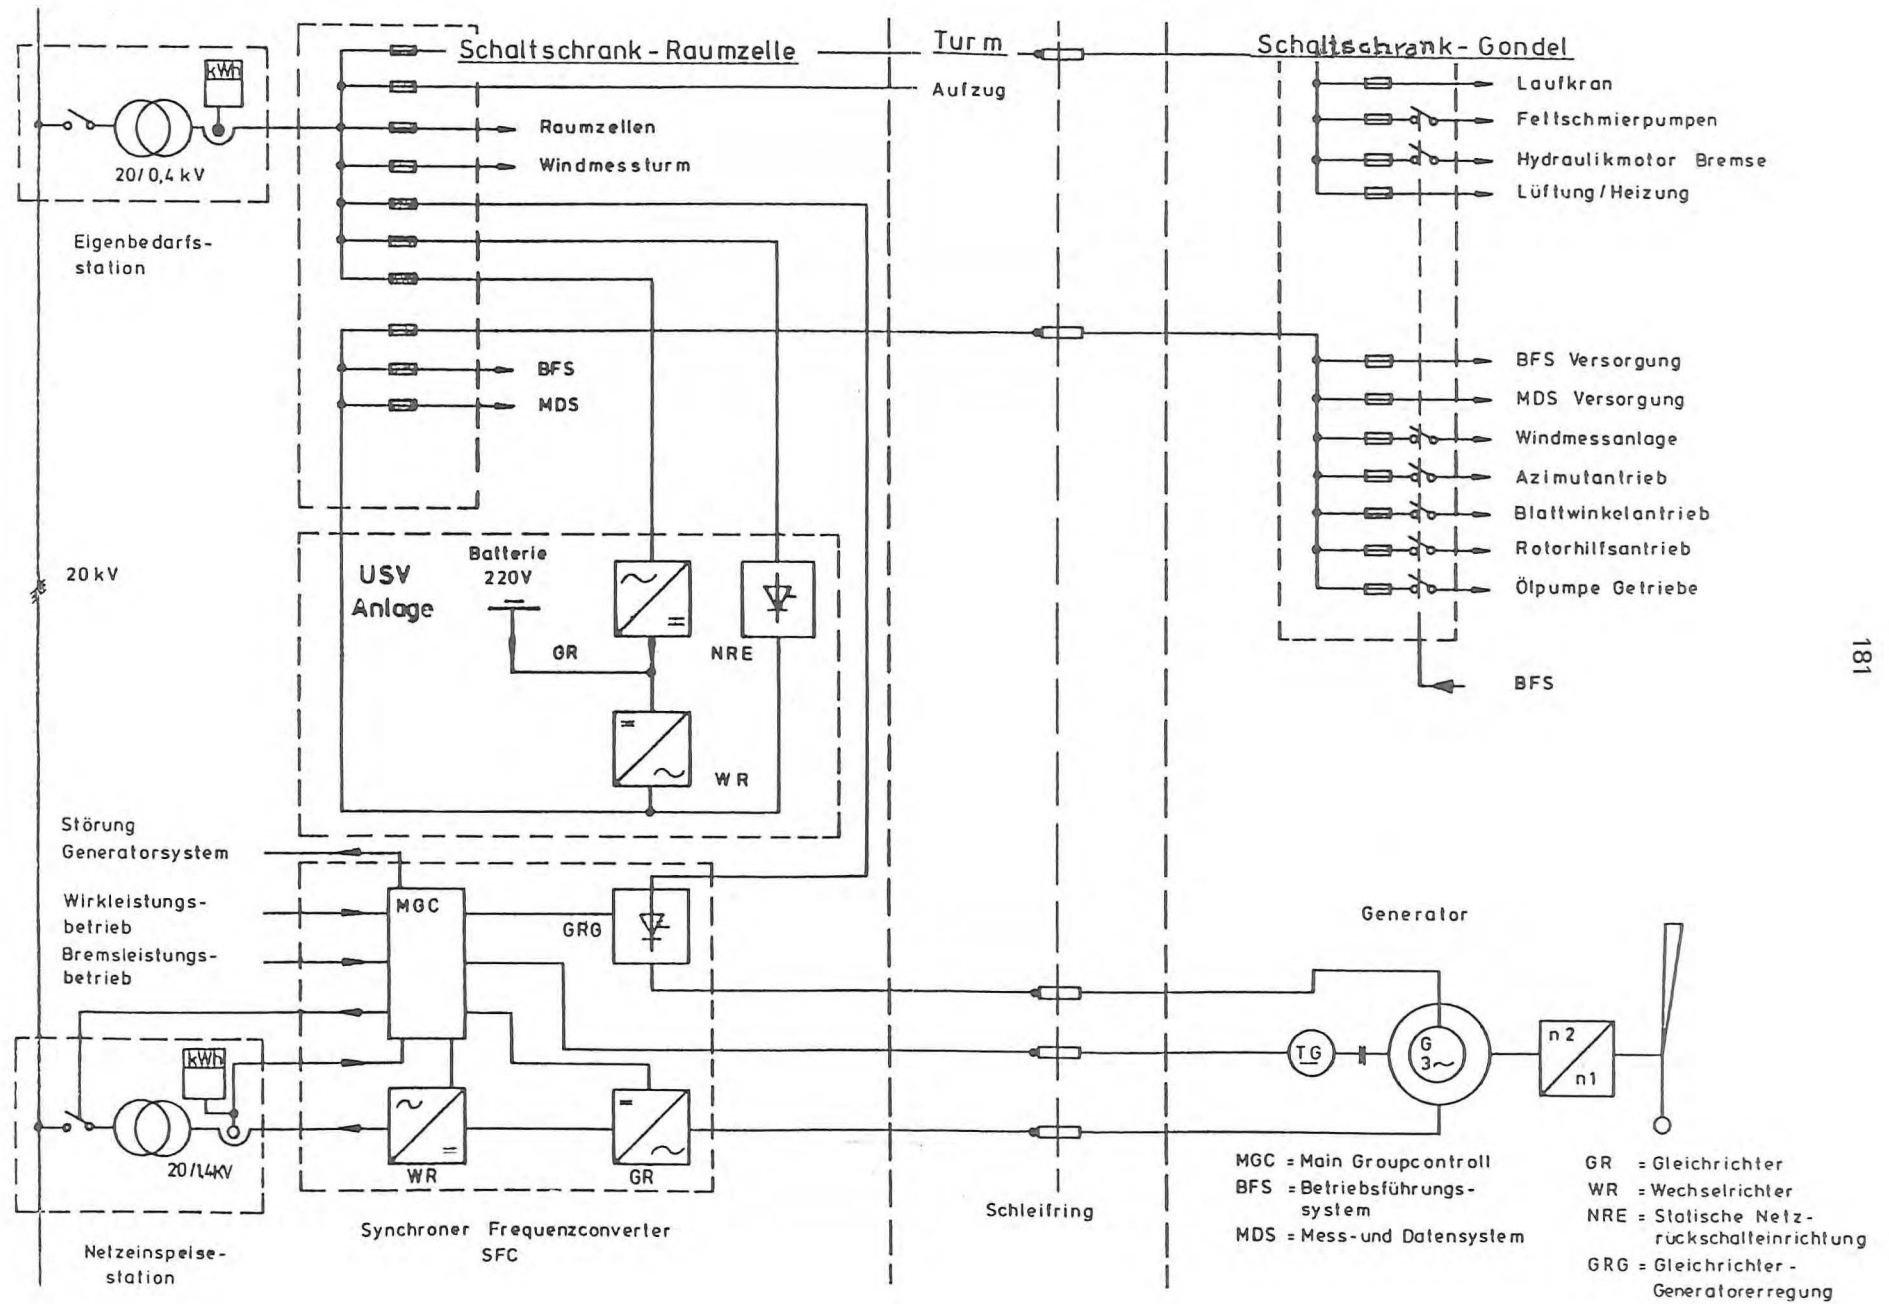 Schaltschrank-Raumzelle
Turm
Schaltschrank-Gondel
kWh
20/0,4 kV
Eigenbedarfs-
station
Aufzug
Raumzellen
Windmessturm
Laufkran
Fettschmierpumpen
Hydraulikmotor Bremse
Lüftung/Heizung
BFS
MDS
BFS Versorgung
MDS Versorgung
Windmessanlage
Azimutantrieb
Blattwinkelantrieb
Rotorhilfsantrieb
Ölpumpe Getriebe
BFS
181
20 kV
USV
Anlage
Batterie
220V
GR
NRE
WR
Störung
Generatorsystem
Wirkleistungs-
betrieb
Bremsleistungs-
betrieb
MGC
GRG
Generator
kWh
20/1,4KV
WR
GR
TG
G
3~
n2
n1
Netzeinspeise-
station
Synchroner Frequenzconverter
SFC
Schleifring
MGC = Main Groupcontroll
BFS = Betriebsführungs-
system
MDS = Mess-und Datensystem
GR = Gleichrichter
WR = Wechselrichter
NRE = Statische Netz-
rückschalteinrichtung
GRG = Gleichrichter-
Generatorerregung